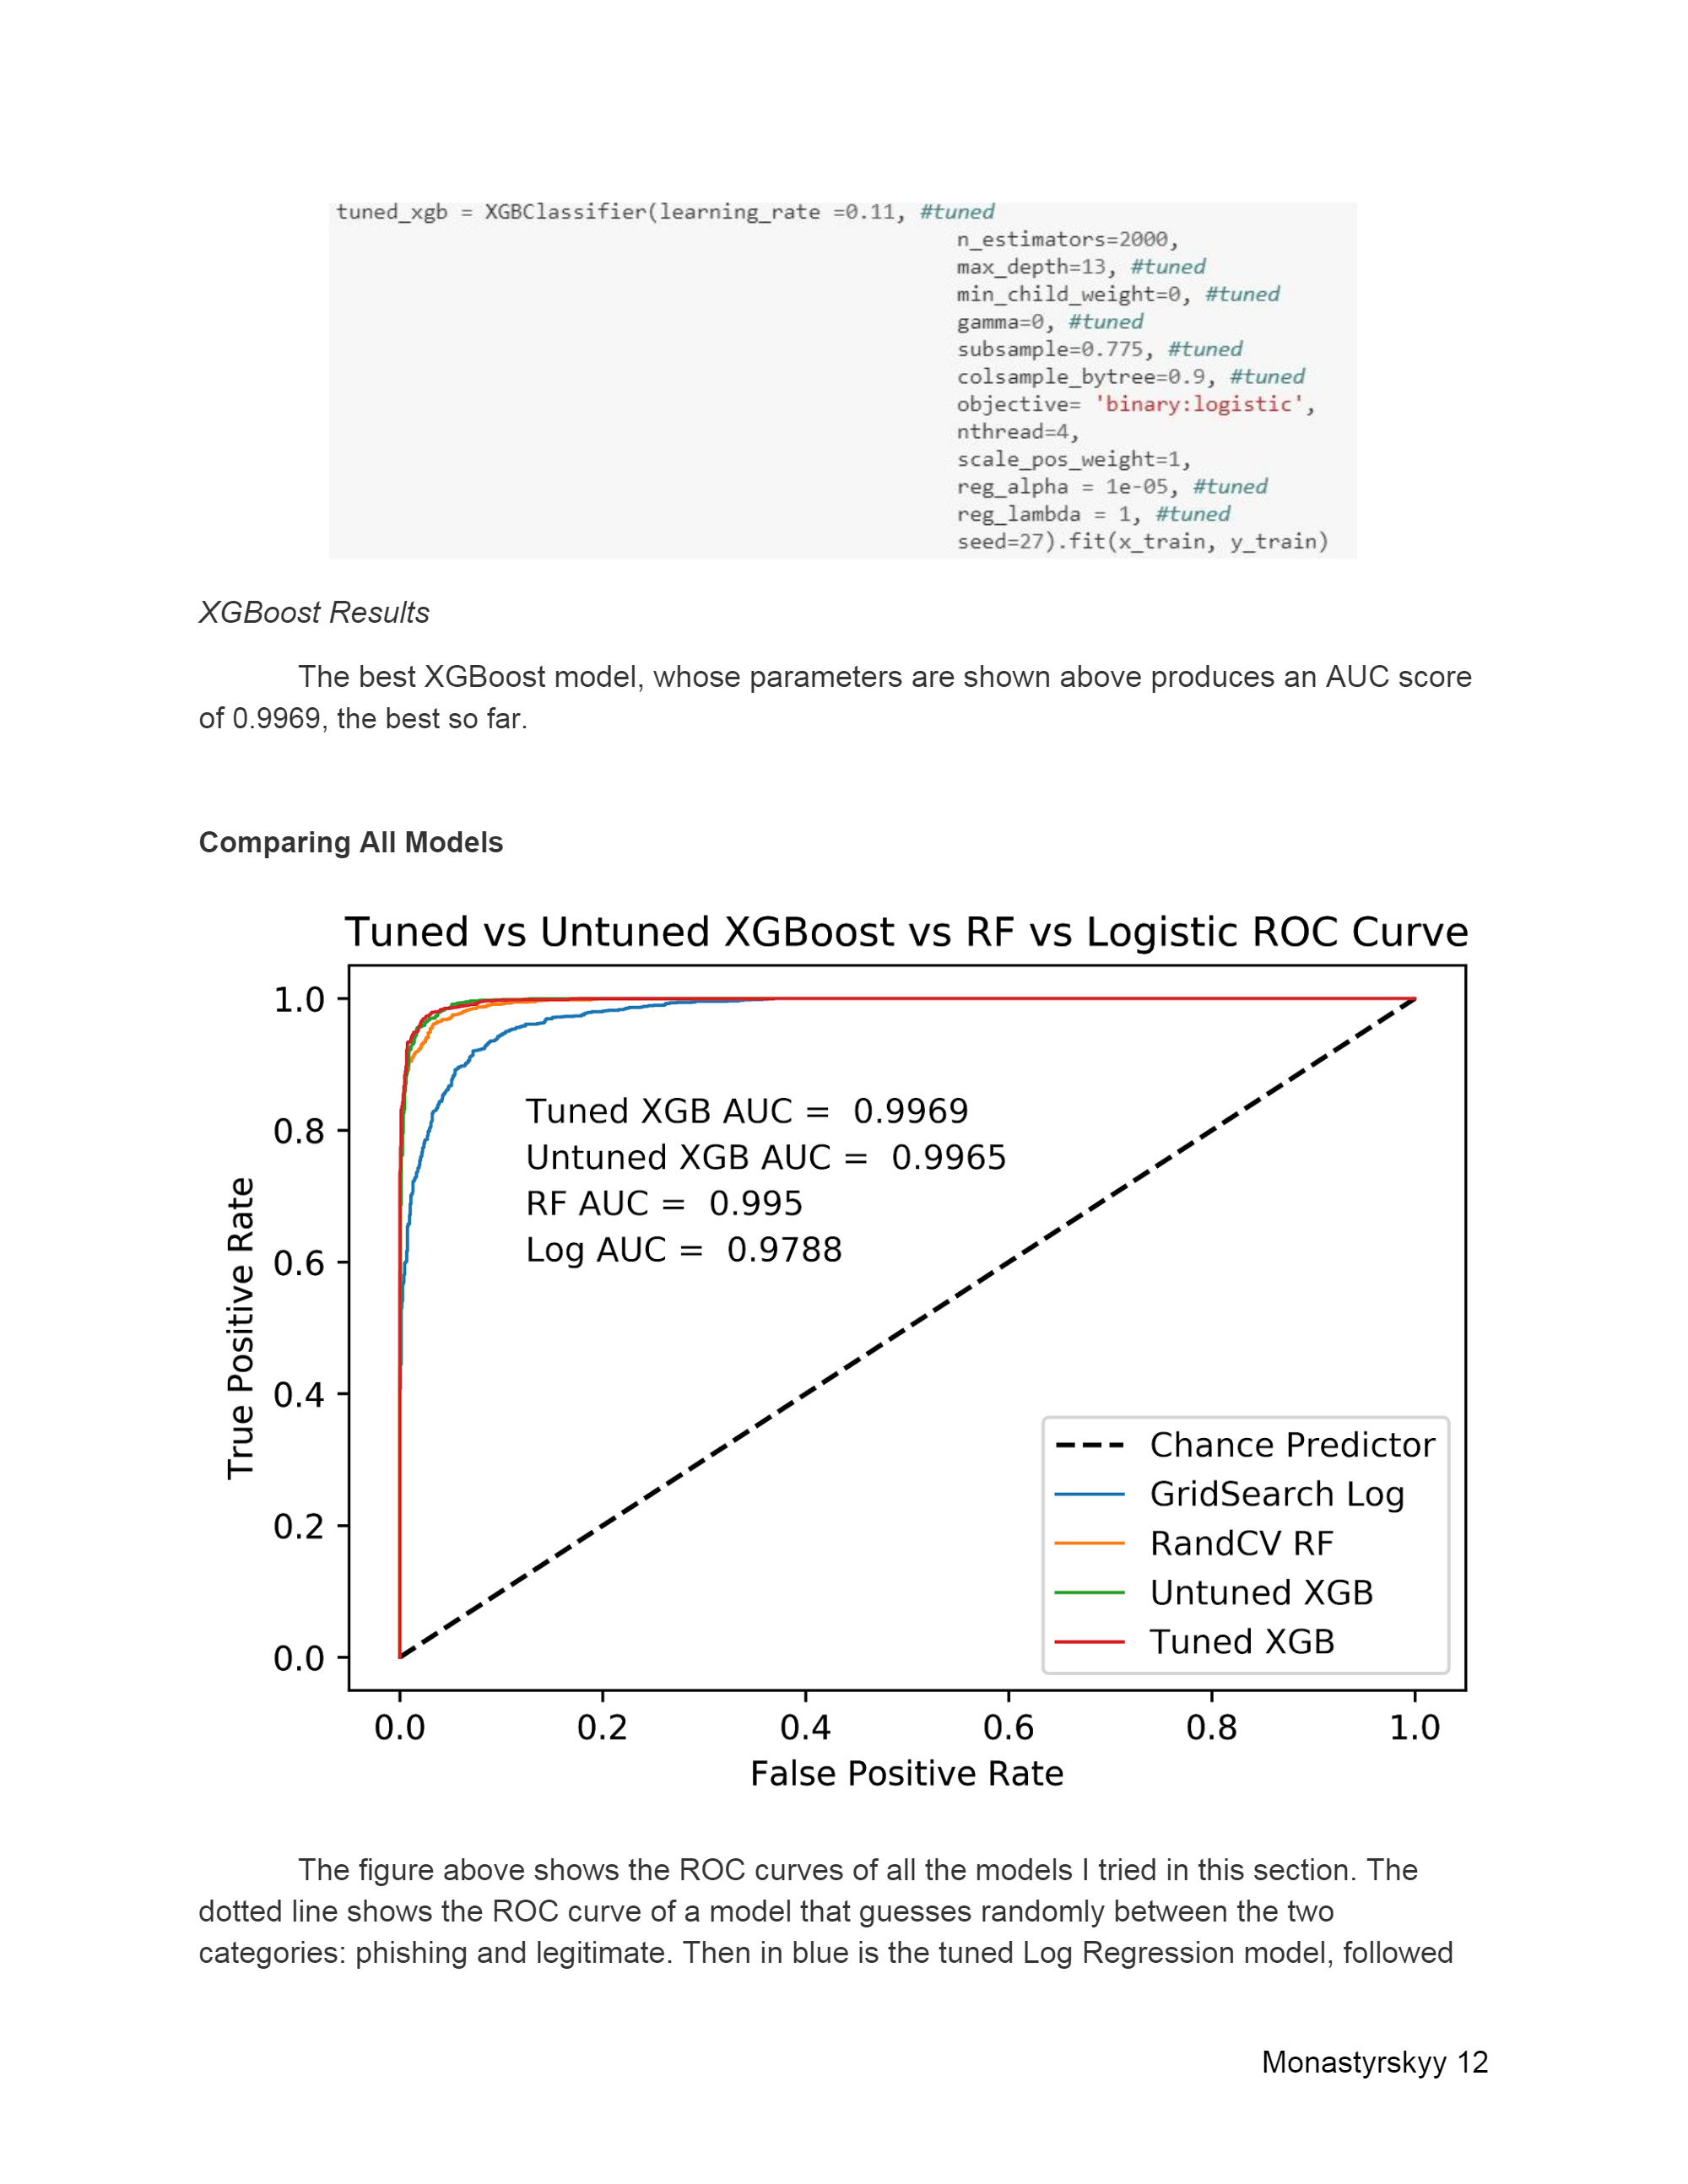 tuned_xgb = XGBClassifier(learning_rate =0.11, #tuned
n_estimators=2000,
max_depth=13, #tuned
min_child_weight=0, #tuned
gamma=0, #tuned
subsample=0.775, #tuned
colsample_bytree=0.9, #tuned
objective= 'binary:logistic',
nthread=4,
scale_pos_weight=1,
reg_alpha = 1e-05, #tuned
reg_lambda = 1, #tuned
seed=27).fit(x_train, y_train)
XGBoost Results
The best XGBoost model, whose parameters are shown above produces an AUC score
of 0.9969, the best so far.
Comparing All Models
Tuned vs Untuned XGBoost vs RF vs Logistic ROC Curve
True Positive Rate
1.0
0.8
0.6
0.4
0.2
0.0
Tuned XGB AUC = 0.9969
Untuned XGB AUC = 0.9965
RF AUC = 0.995
Log AUC = 0.9788
Chance Predictor
GridSearch Log
RandCV RF
Untuned XGB
Tuned XGB
0.0 0.2 0.4 0.6 0.8 1.0
False Positive Rate
The figure above shows the ROC curves of all the models I tried in this section. The
dotted line shows the ROC curve of a model that guesses randomly between the two
categories: phishing and legitimate. Then in blue is the tuned Log Regression model, followed
Monastyrskyy 12